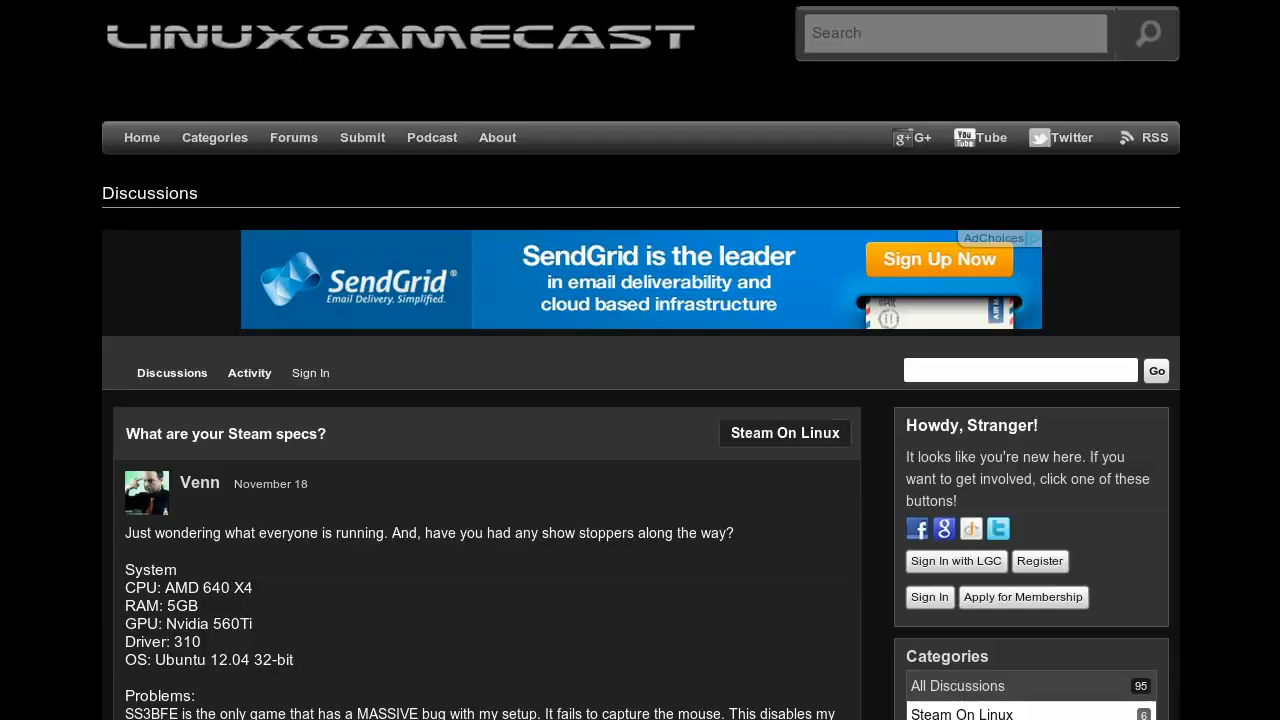 LINUXGAMECAST
Search
Home Categories Forums Submit Podcast About
G+ YouTube Twitter RSS
Discussions
AdChoices
SendGrid®
Email Delivery. Simplified.
SendGrid is the leader
in email deliverability and
cloud based infrastructure
Sign Up Now
AIR M
Discussions Activity Sign In
Go
What are your Steam specs?
Steam On Linux
Venn November 18
Just wondering what everyone is running. And, have you had any show stoppers along the way?
System
CPU: AMD 640 X4
RAM: 5GB
GPU: Nvidia 560Ti
Driver: 310
OS: Ubuntu 12.04 32-bit
Problems:
SS3BFE is the only game that has a MASSIVE bug with my setup. It fails to capture the mouse. This disables my
Howdy, Stranger!
It looks like you're new here. If you
want to get involved, click one of these
buttons!
Sign In with LGC Register
Sign In Apply for Membership
Categories
All Discussions 95
Steam On Linux 6